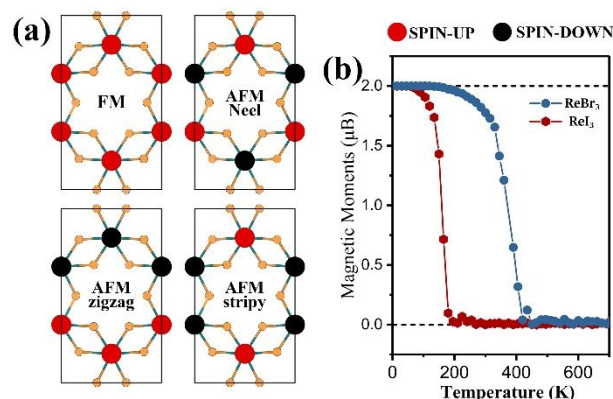 (a)
SPIN-UP
SPIN-DOWN
FM
AFM
Neel
AFM
zigzag
AFM
stripy
(b)
Magnetic Moments (μB)
2.0
1.5
1.0
0.5
0.0
ReBr₃
ReI₃
0
200
400
600
Temperature (K)